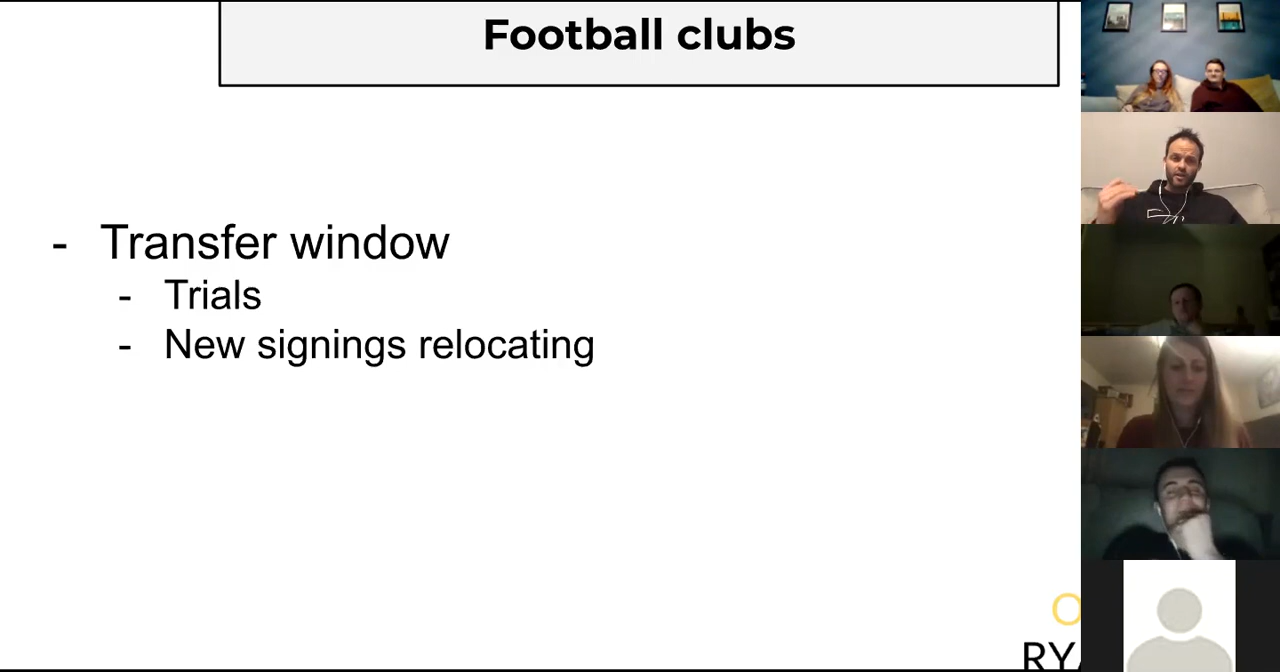 Football clubs
- Transfer window
- Trials
- New signings relocating
O
RY